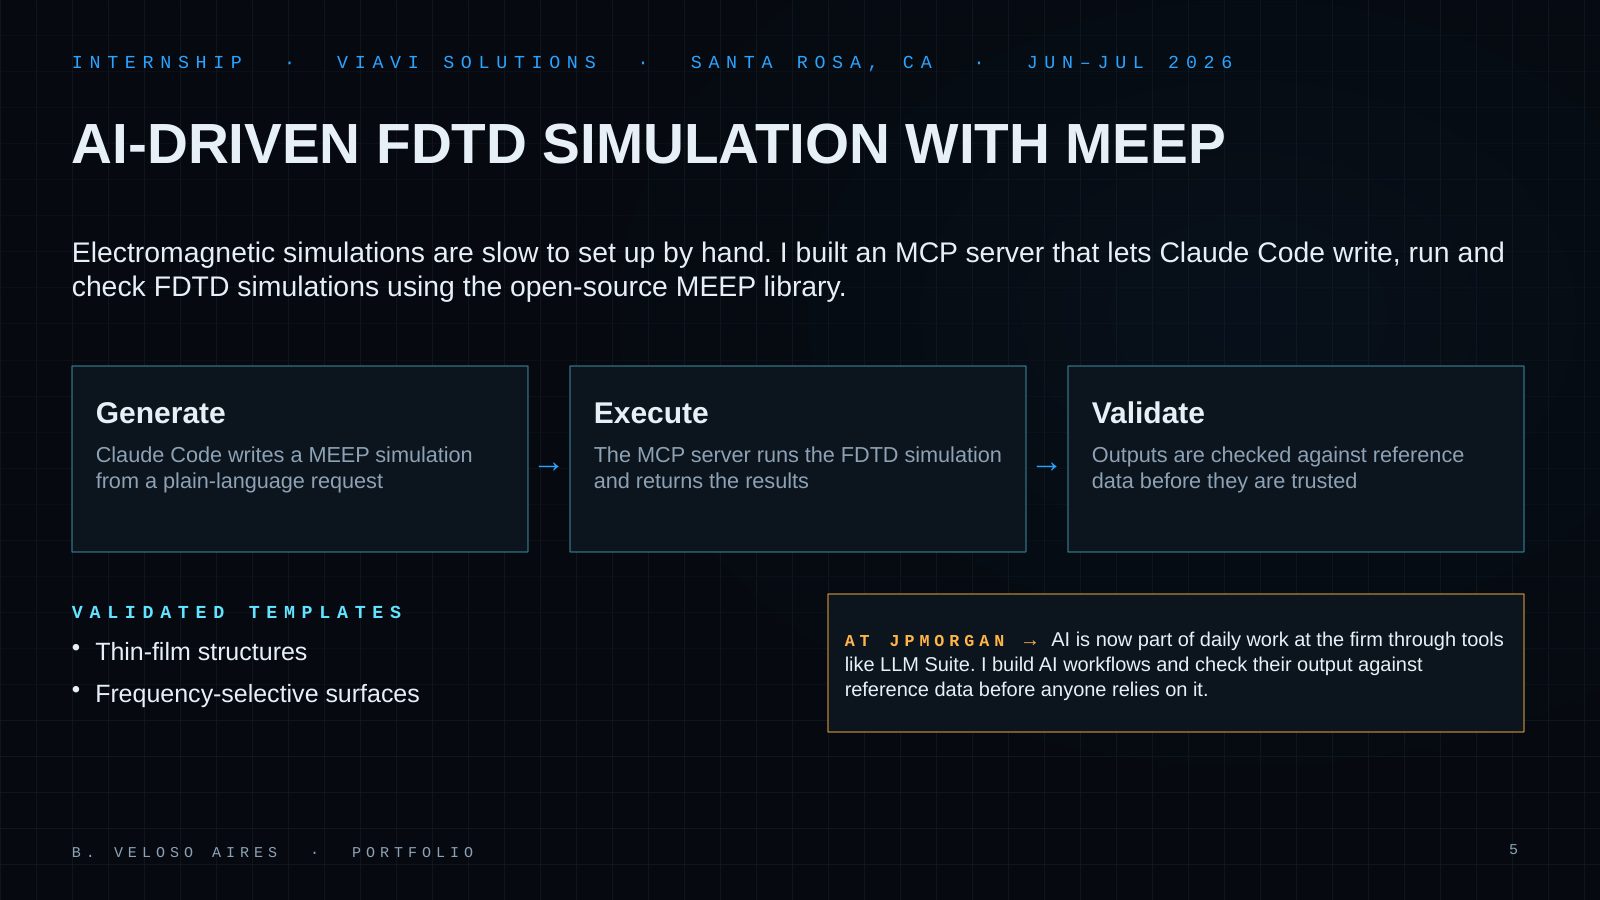 INTERNSHIP · VIAVI SOLUTIONS · SANTA ROSA, CA · JUN–JUL 2026
AI-DRIVEN FDTD SIMULATION WITH MEEP
Electromagnetic simulations are slow to set up by hand. I built an MCP server that lets Claude Code write, run and
check FDTD simulations using the open-source MEEP library.
Generate
Claude Code writes a MEEP simulation
from a plain-language request
→
Execute
The MCP server runs the FDTD simulation
and returns the results
→
Validate
Outputs are checked against reference
data before they are trusted
VALIDATED TEMPLATES
• Thin-film structures
• Frequency-selective surfaces
AT JPMORGAN → AI is now part of daily work at the firm through tools
like LLM Suite. I build AI workflows and check their output against
reference data before anyone relies on it.
B. VELOSO AIRES · PORTFOLIO
5